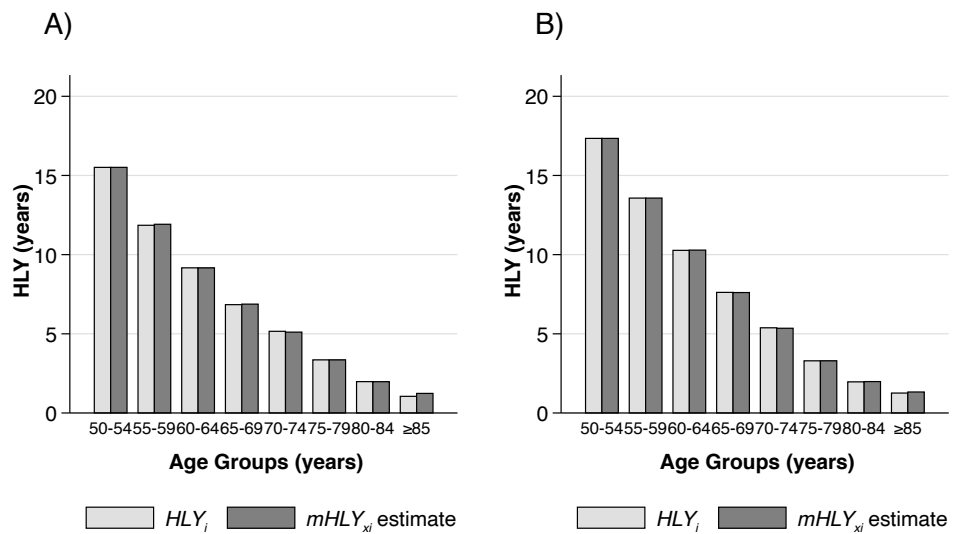 A)
20
15
10
5
0
HLY (years)
50-54 55-59 60-64 65-69 70-74 75-79 80-84 ≥85
Age Groups (years)
HLYi mHLYxi estimate
B)
20
15
10
5
0
HLY (years)
50-54 55-59 60-64 65-69 70-74 75-79 80-84 ≥85
Age Groups (years)
HLYi mHLYxi estimate